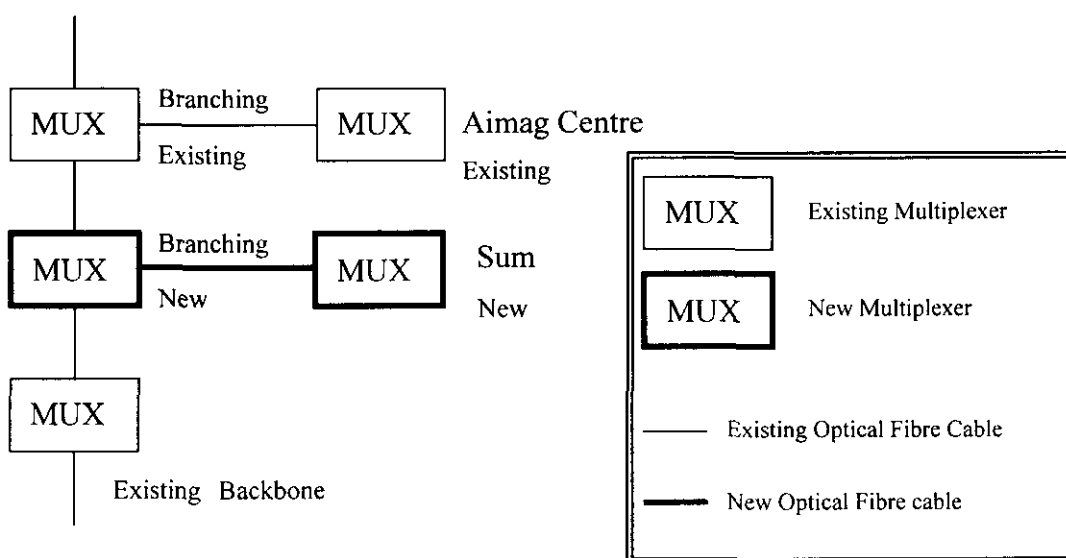 Branching
MUX
MUX
Aimag Centre
Existing
Existing
Branching
MUX
MUX
Sum
New
New
MUX
Existing Backbone
MUX
Existing Multiplexer
MUX
New Multiplexer
Existing Optical Fibre Cable
New Optical Fibre cable